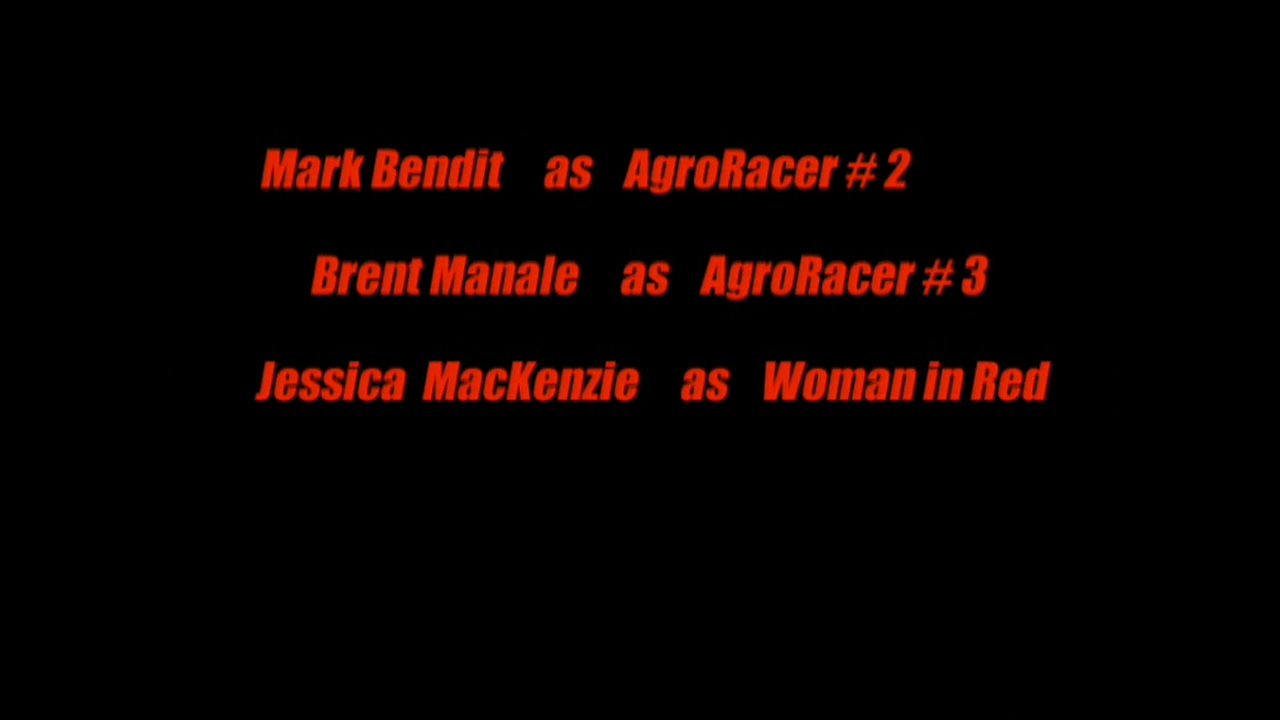 Mark Bendit as AgroRacer # 2
Brent Manale as AgroRacer # 3
Jessica MacKenzie as Woman in Red